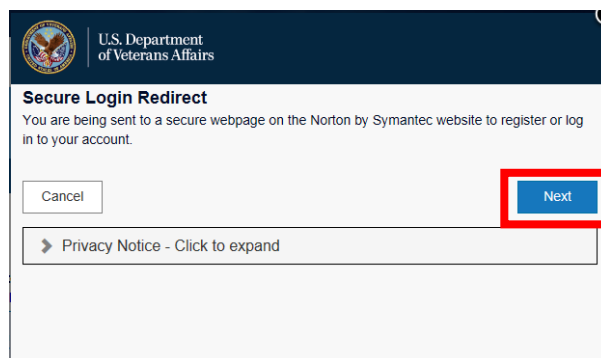 U.S. Department
of Veterans Affairs
Secure Login Redirect
You are being sent to a secure webpage on the Norton by Symantec website to register or log
in to your account.
Cancel
Next
Privacy Notice - Click to expand